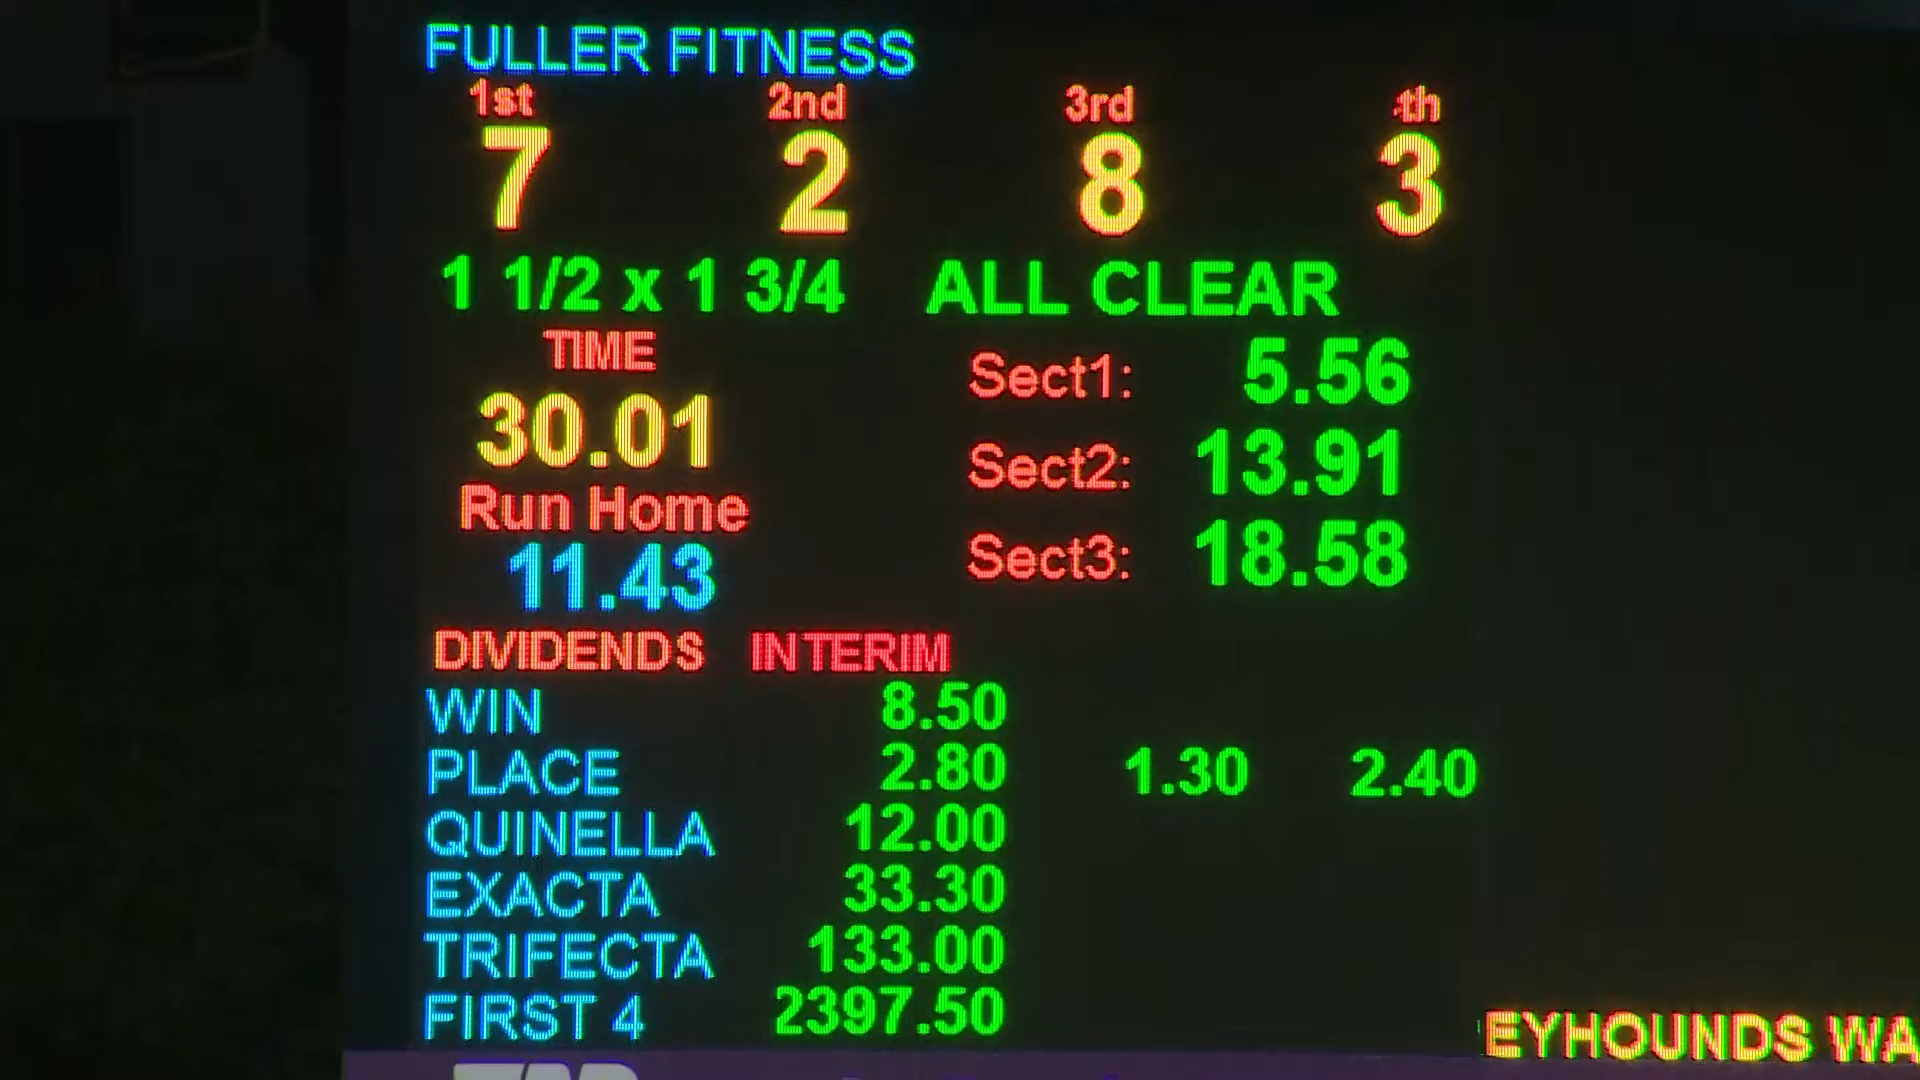 FULLER FITNESS
1st 2nd 3rd th
7 2 8 3
1 1/2 x 1 3/4 ALL CLEAR
TIME
30.01
Sect1: 5.56
Sect2: 13.91
Run Home
11.43
Sect3: 18.58
DIVIDENDS INTERIM
WIN 8.50
PLACE 2.80 1.30 2.40
QUINELLA 12.00
EXACTA 33.30
TRIFECTA 133.00
FIRST 4 2397.50
EYHOUNDS WA